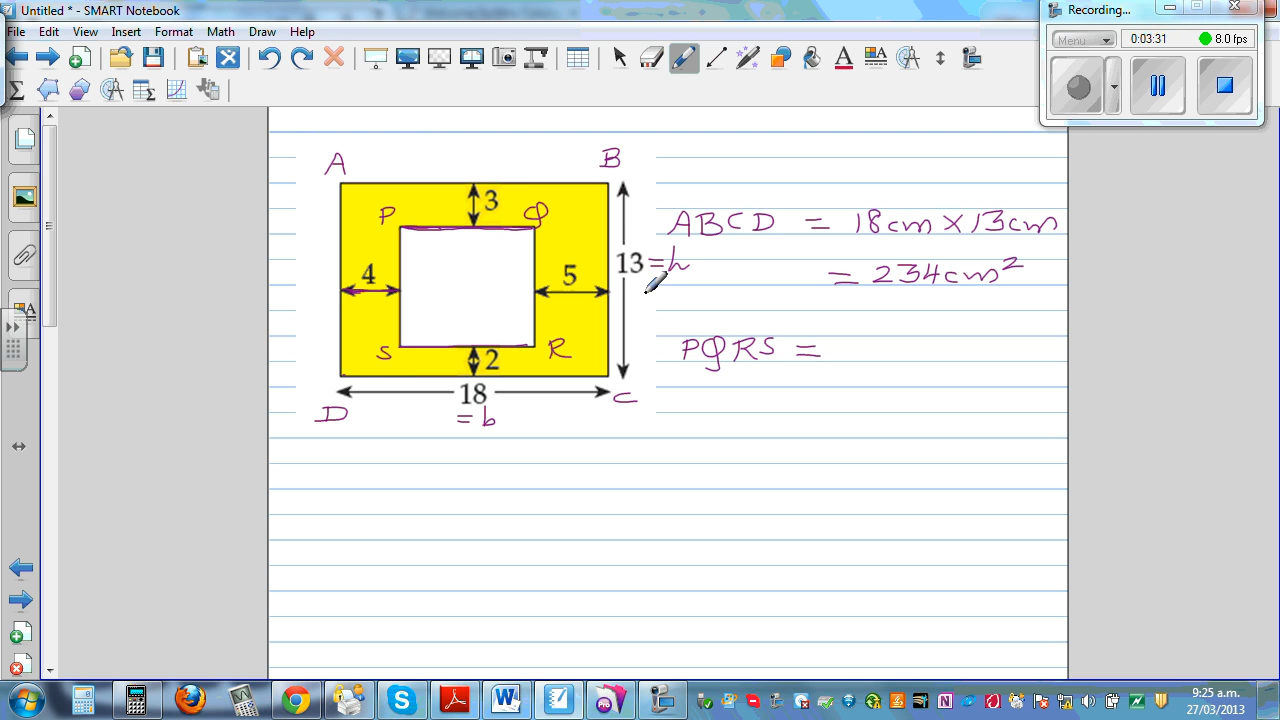 Untitled * - SMART Notebook
Recording...
File Edit View Insert Format Math Draw Help
Menu 0:03:31 8.0 fps
A B
3
P Q
ABCD = 18cm × 13cm
4 5 13 = h
= 234cm²
S R
2
PQRS =
18
D C
= b
9:25 a.m.
27/03/2013